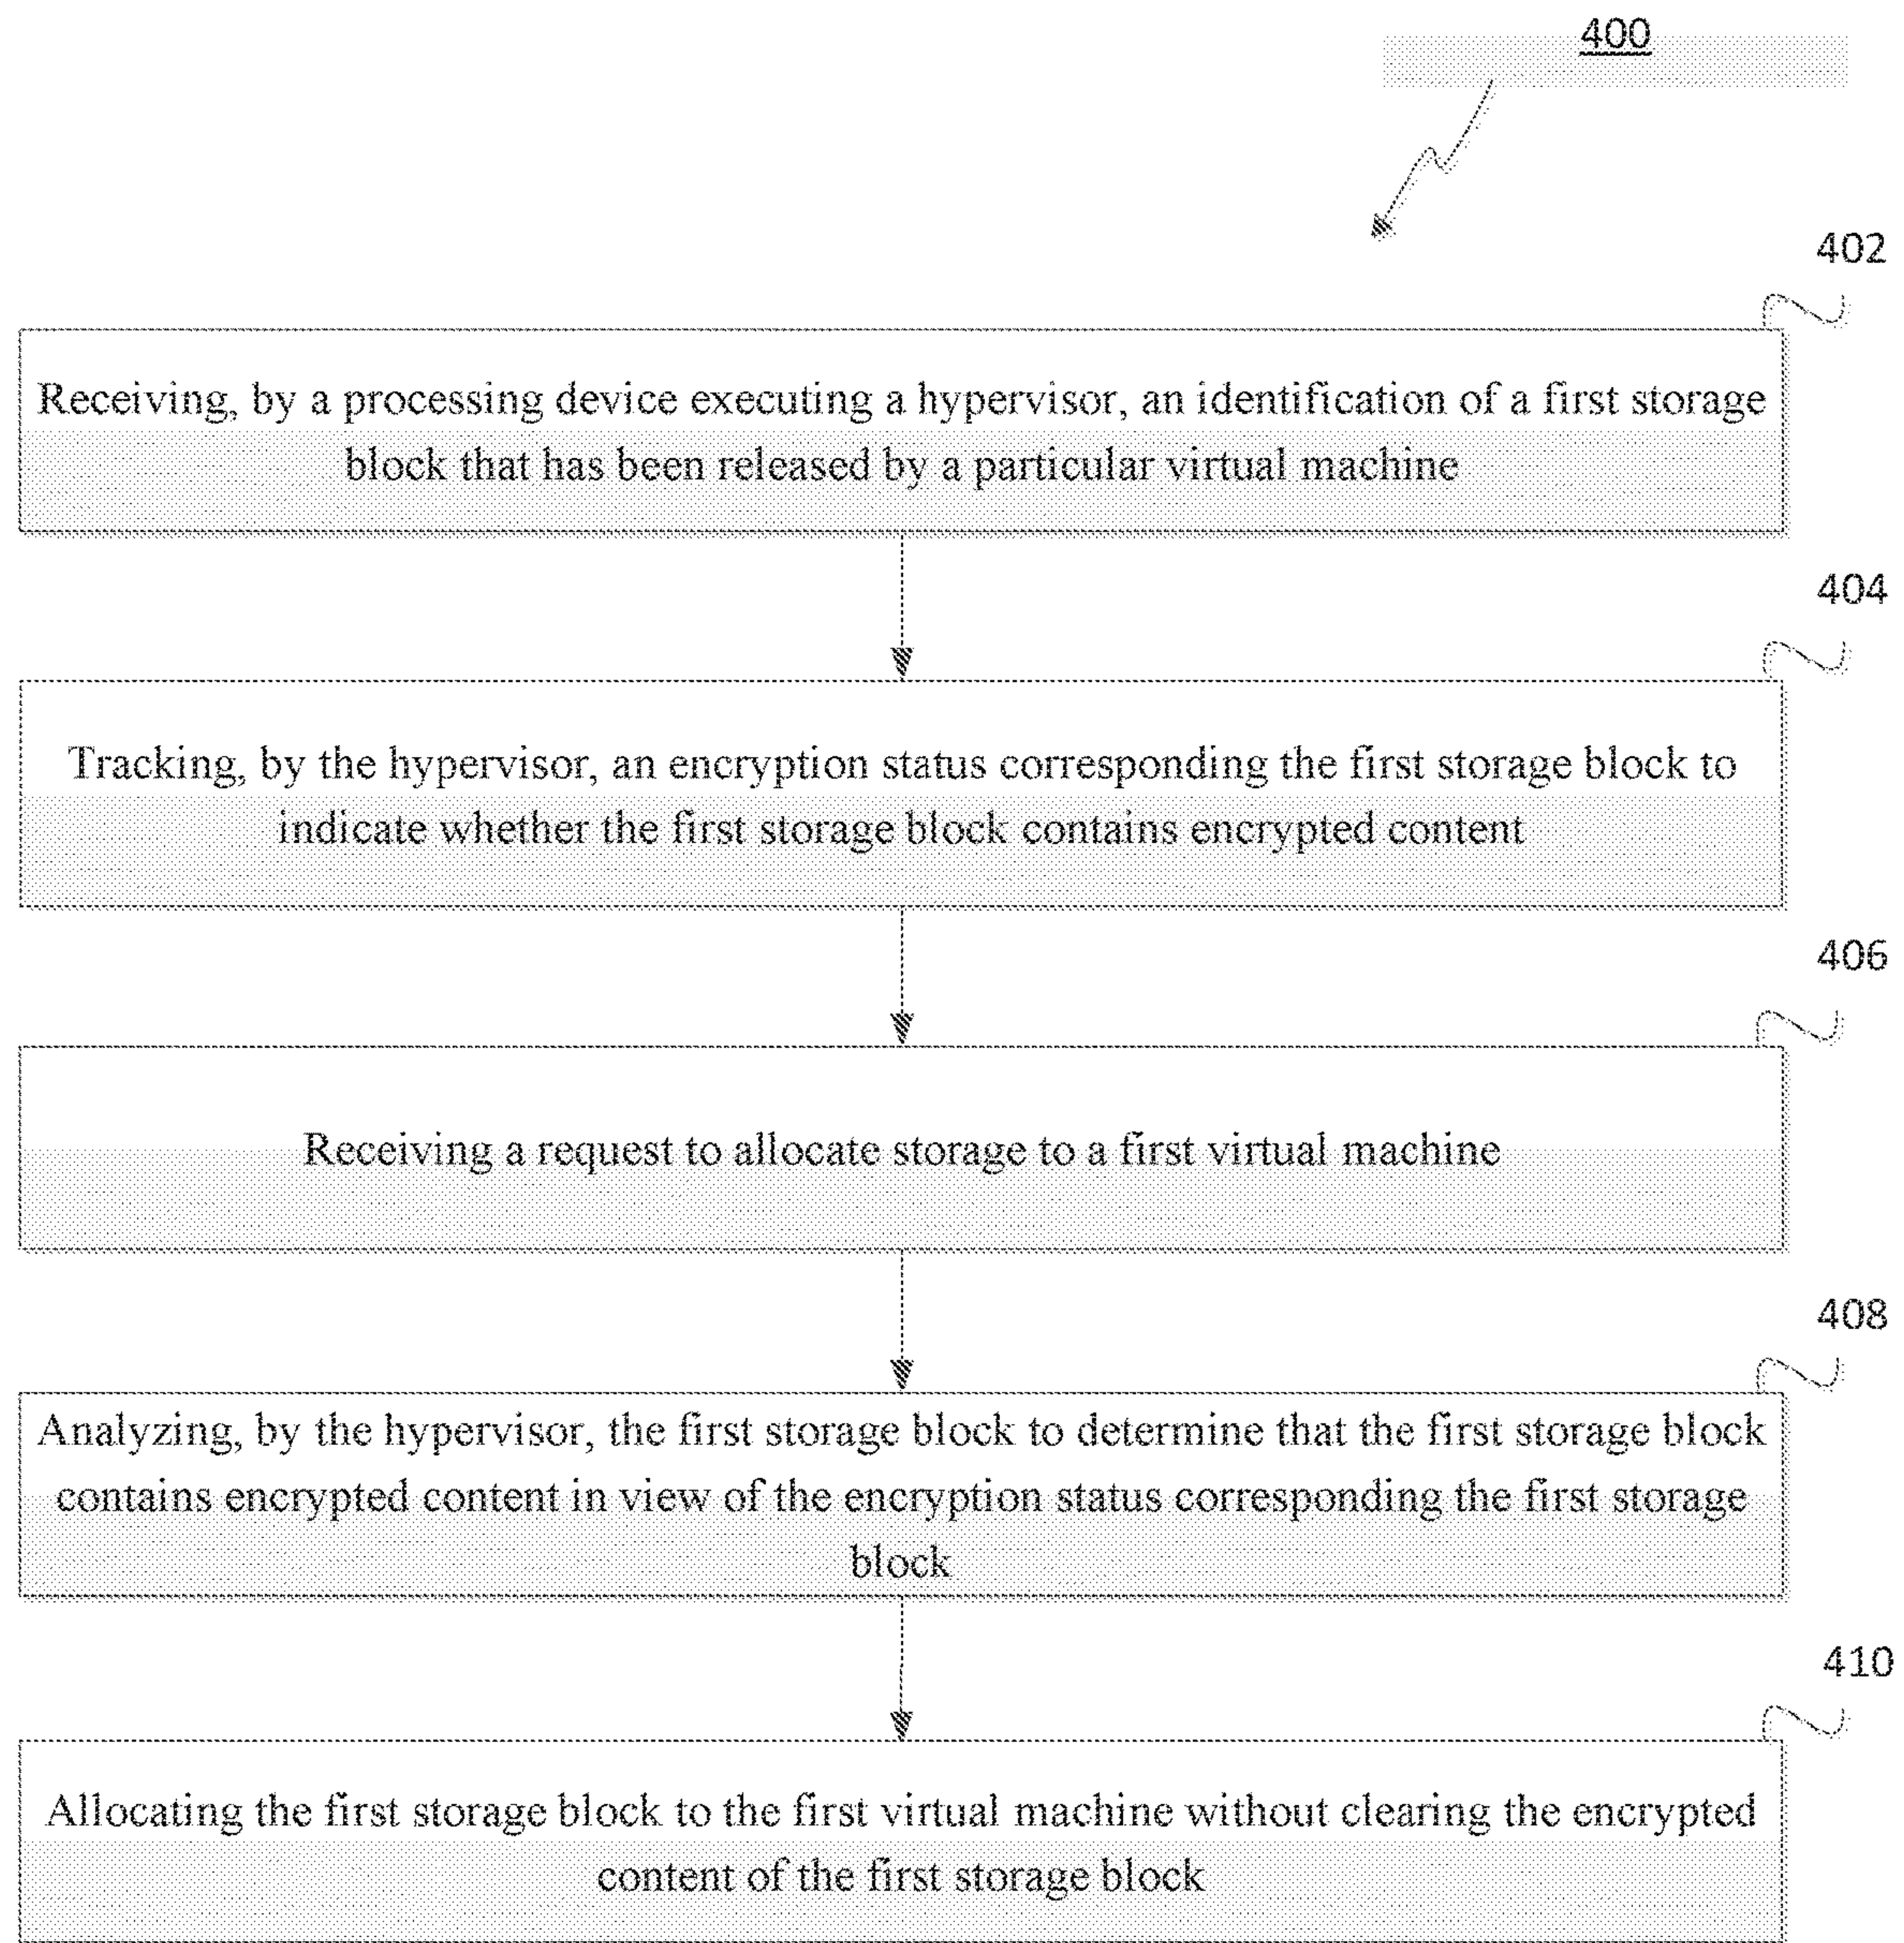 400
402
Receiving, by a processing device executing a hypervisor, an identification of a first storage
block that has been released by a particular virtual machine
404
Tracking, by the hypervisor, an encryption status corresponding the first storage block to
indicate whether the first storage block contains encrypted content
406
Receiving a request to allocate storage to a first virtual machine
408
Analyzing, by the hypervisor, the first storage block to determine that the first storage block
contains encrypted content in view of the encryption status corresponding the first storage
block
410
Allocating the first storage block to the first virtual machine without clearing the encrypted
content of the first storage block